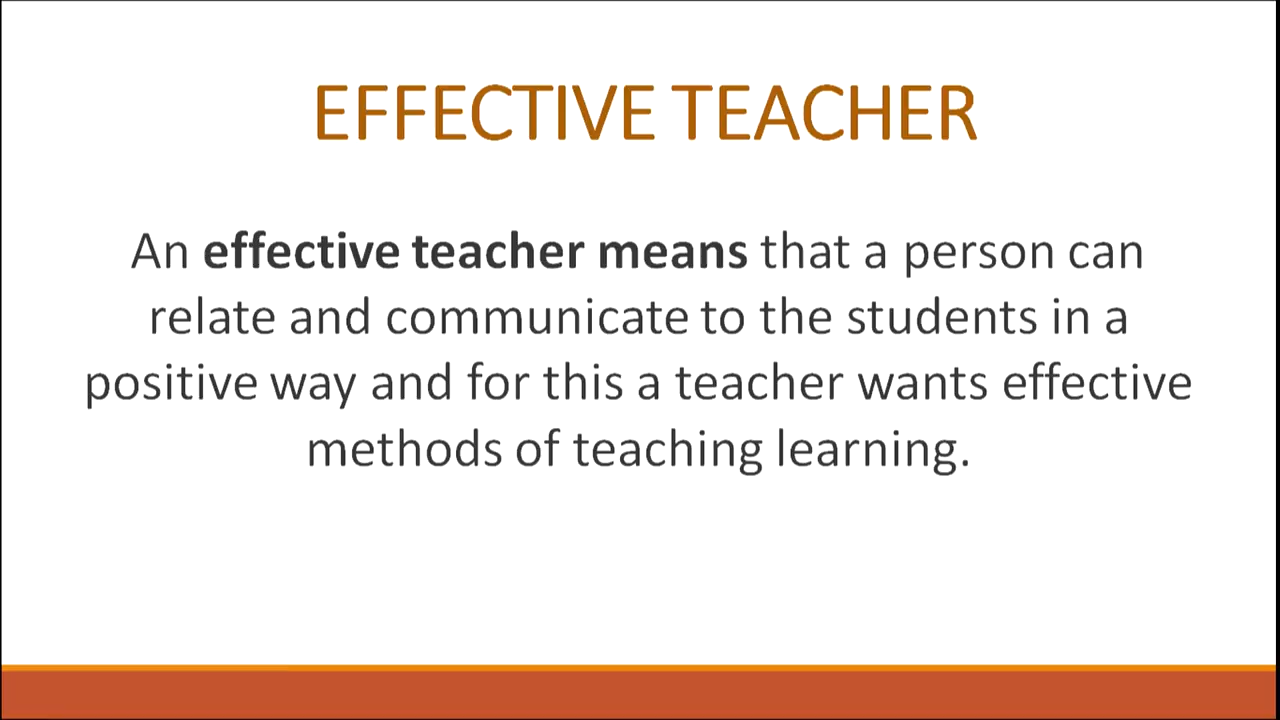 EFFECTIVE TEACHER
An effective teacher means that a person can
relate and communicate to the students in a
positive way and for this a teacher wants effective
methods of teaching learning.